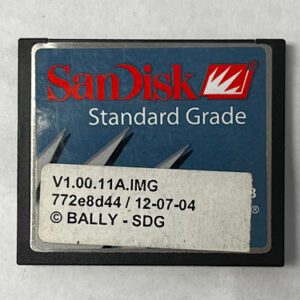 SanDisk
Standard Grade
V1.00.11A.IMG
772e8d44 / 12-07-04
© BALLY - SDG
®